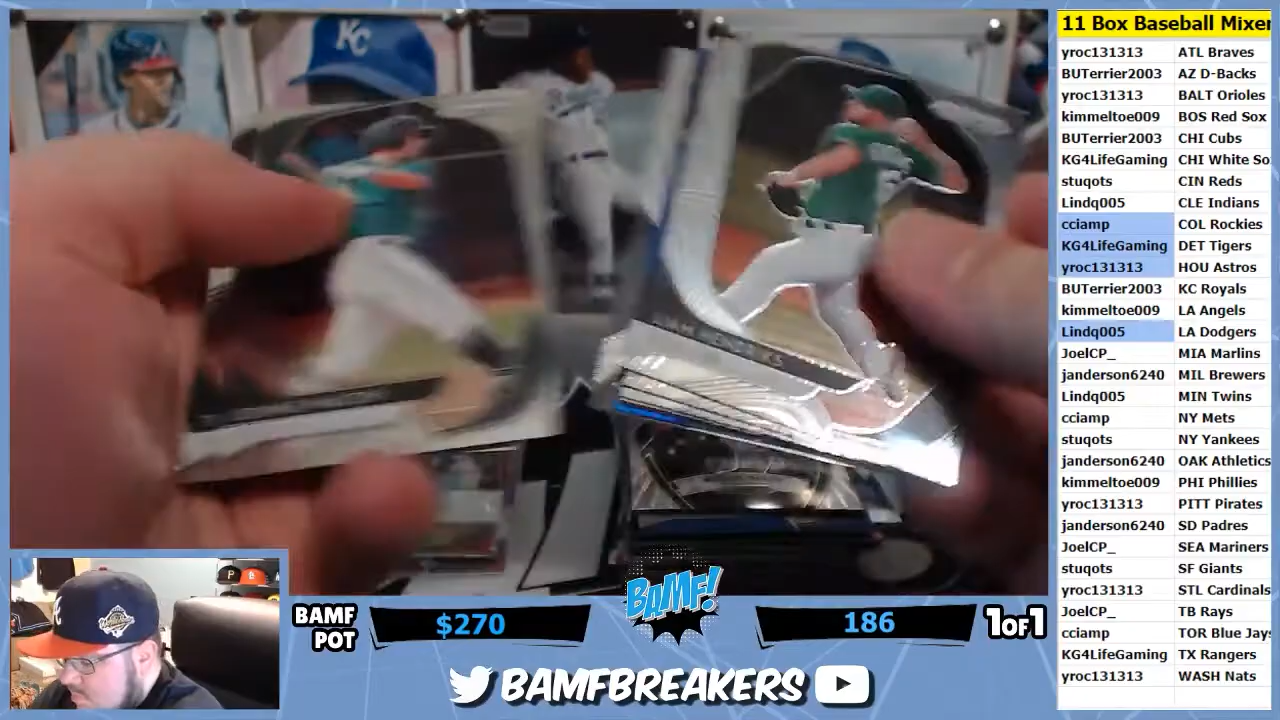 11 Box Baseball Mixer
yroc131313 ATL Braves
BUTerrier2003 AZ D-Backs
yroc131313 BALT Orioles
kimmeltoe009 BOS Red Sox
BUTerrier2003 CHI Cubs
KG4LifeGaming CHI White So
stuqots CIN Reds
Lindq005 CLE Indians
cciamp COL Rockies
KG4LifeGaming DET Tigers
yroc131313 HOU Astros
BUTerrier2003 KC Royals
kimmeltoe009 LA Angels
Lindq005 LA Dodgers
JoelCP_ MIA Marlins
janderson6240 MIL Brewers
Lindq005 MIN Twins
cciamp NY Mets
stuqots NY Yankees
janderson6240 OAK Athletics
kimmeltoe009 PHI Phillies
yroc131313 PITT Pirates
janderson6240 SD Padres
JoelCP_ SEA Mariners
stuqots SF Giants
yroc131313 STL Cardinals
JoelCP_ TB Rays
cciamp TOR Blue Jays
KG4LifeGaming TX Rangers
yroc131313 WASH Nats
KC
BAMF
POT
$270
BAMF!
186
1OF1
BAMFBREAKERS